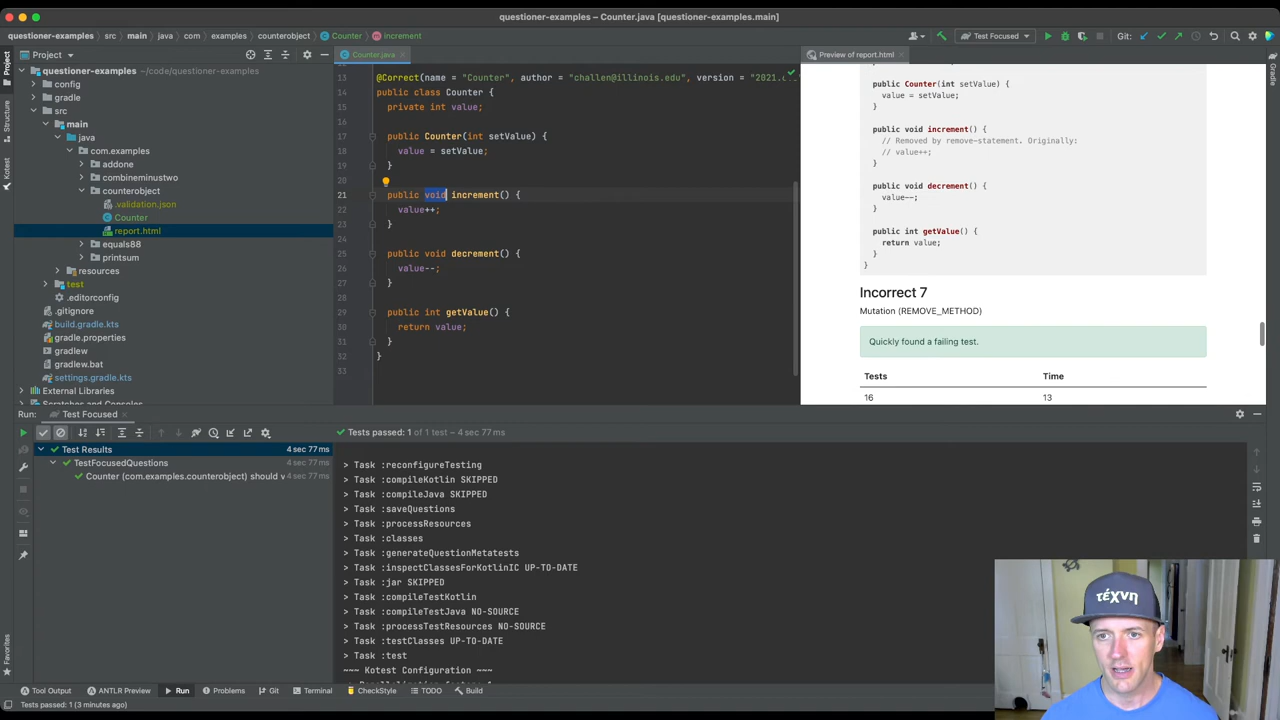 questioner-examples – Counter.java [questioner-examples.main]
questioner-examples
src
main
java
com
examples
counterobject
Counter
increment
Test Focused
Git:
Project
Counter.java
Preview of report.html
Project
Structure
Kotest
Favorites
Gradle
questioner-examples ~/code/questioner-examples
config
gradle
src
main
java
com.examples
addone
combineminustwo
counterobject
.validation.json
Counter
report.html
equals88
printsum
resources
test
.editorconfig
.gitignore
build.gradle.kts
gradle.properties
gradlew
gradlew.bat
settings.gradle.kts
External Libraries
Scratches and Consoles
13 @Correct(name = "Counter", author = "challen@illinois.edu", version = "2021.
14 public class Counter {
15 private int value;
16
17 public Counter(int setValue) {
18 value = setValue;
19 }
20
21 public void increment() {
22 value++;
23 }
24
25 public void decrement() {
26 value--;
27 }
28
29 public int getValue() {
30 return value;
31 }
32 }
33
public Counter(int setValue) {
value = setValue;
}
public void increment() {
// Removed by remove-statement. Originally:
// value++;
}
public void decrement() {
value--;
}
public int getValue() {
return value;
}
}
Incorrect 7
Mutation (REMOVE_METHOD)
Quickly found a failing test.
Tests Time
16 13
Run: Test Focused
Tests passed: 1 of 1 test – 4 sec 77 ms
Test Results 4 sec 77 ms
TestFocusedQuestions 4 sec 77 ms
Counter (com.examples.counterobject) should v 4 sec 77 ms
> Task :reconfigureTesting
> Task :compileKotlin SKIPPED
> Task :compileJava SKIPPED
> Task :saveQuestions
> Task :processResources
> Task :classes
> Task :generateQuestionMetatests
> Task :inspectClassesForKotlinIC UP-TO-DATE
> Task :jar SKIPPED
> Task :compileTestKotlin
> Task :compileTestJava NO-SOURCE
> Task :processTestResources NO-SOURCE
> Task :testClasses UP-TO-DATE
> Task :test
~~~ Kotest Configuration ~~~
τέχνη
Tool Output
ANTLR Preview
Run
Problems
Git
Terminal
CheckStyle
TODO
Build
Tests passed: 1 (3 minutes ago)